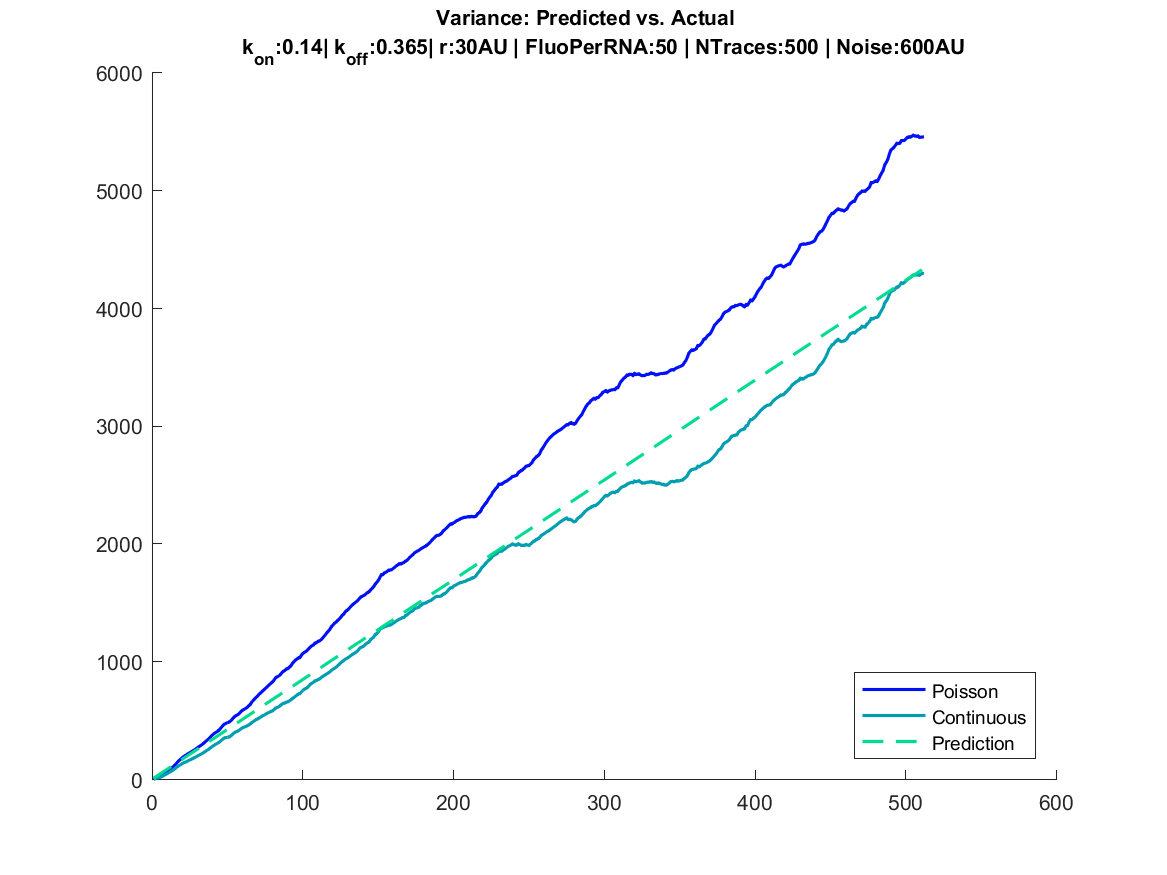 Variance: Predicted vs. Actual
kon:0.14| koff:0.365| r:30AU | FluoPerRNA:50 | NTraces:500 | Noise:600AU
6000
5000
4000
3000
2000
1000
0
0 100 200 300 400 500 600
Poisson
Continuous
Prediction